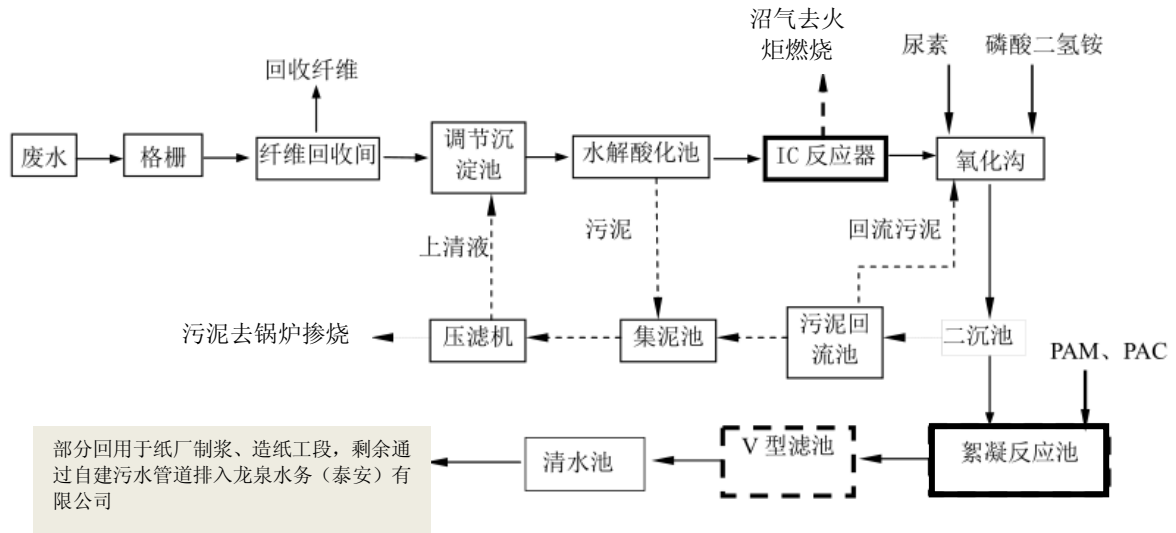 沼气去火
炬燃烧
尿素
磷酸二氢铵
回收纤维
废水
格栅
纤维回收间
调节沉
淀池
水解酸化池
IC 反应器
氧化沟
上清液
污泥
回流污泥
污泥去锅炉掺烧
压滤机
集泥池
污泥回
流池
二沉池
PAM、PAC
部分回用于纸厂制浆、造纸工段，剩余通
过自建污水管道排入龙泉水务（泰安）有
限公司
清水池
V 型滤池
絮凝反应池